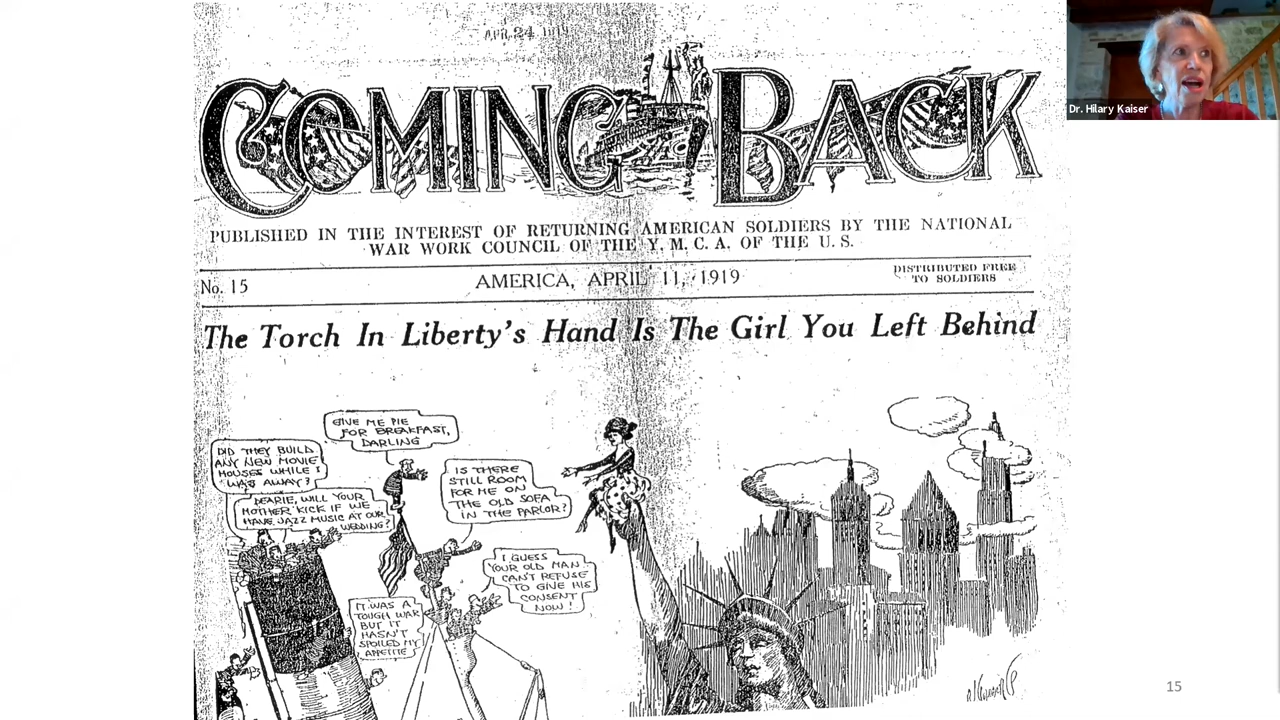 APR 24 1919
COMING BACK
PUBLISHED IN THE INTEREST OF RETURNING AMERICAN SOLDIERS BY THE NATIONAL
WAR WORK COUNCIL OF THE Y. M. C. A. OF THE U. S.
No. 15
AMERICA, APRIL 11, 1919
DISTRIBUTED FREE
TO SOLDIERS
The Torch In Liberty's Hand Is The Girl You Left Behind
GIVE ME PIE
FOR BREAKFAST,
DARLING
DID THEY BUILD
ANY NEW MOVIE
HOUSES WHILE I
WAS AWAY?
DEARIE, WILL YOUR
MOTHER KICK IF WE
HAVE JAZZ MUSIC AT OUR
WEDDING?
IS THERE
STILL ROOM
FOR ME ON
THE OLD SOFA
IN THE PARLOR?
I GUESS
YOUR OLD MAN
CAN'T REFUSE
TO GIVE HIS
CONSENT
NOW!
IT WAS A
TOUGH WAR
BUT IT
HASN'T
SPOILED MY
APPETITE
15
Dr. Hilary Kaiser